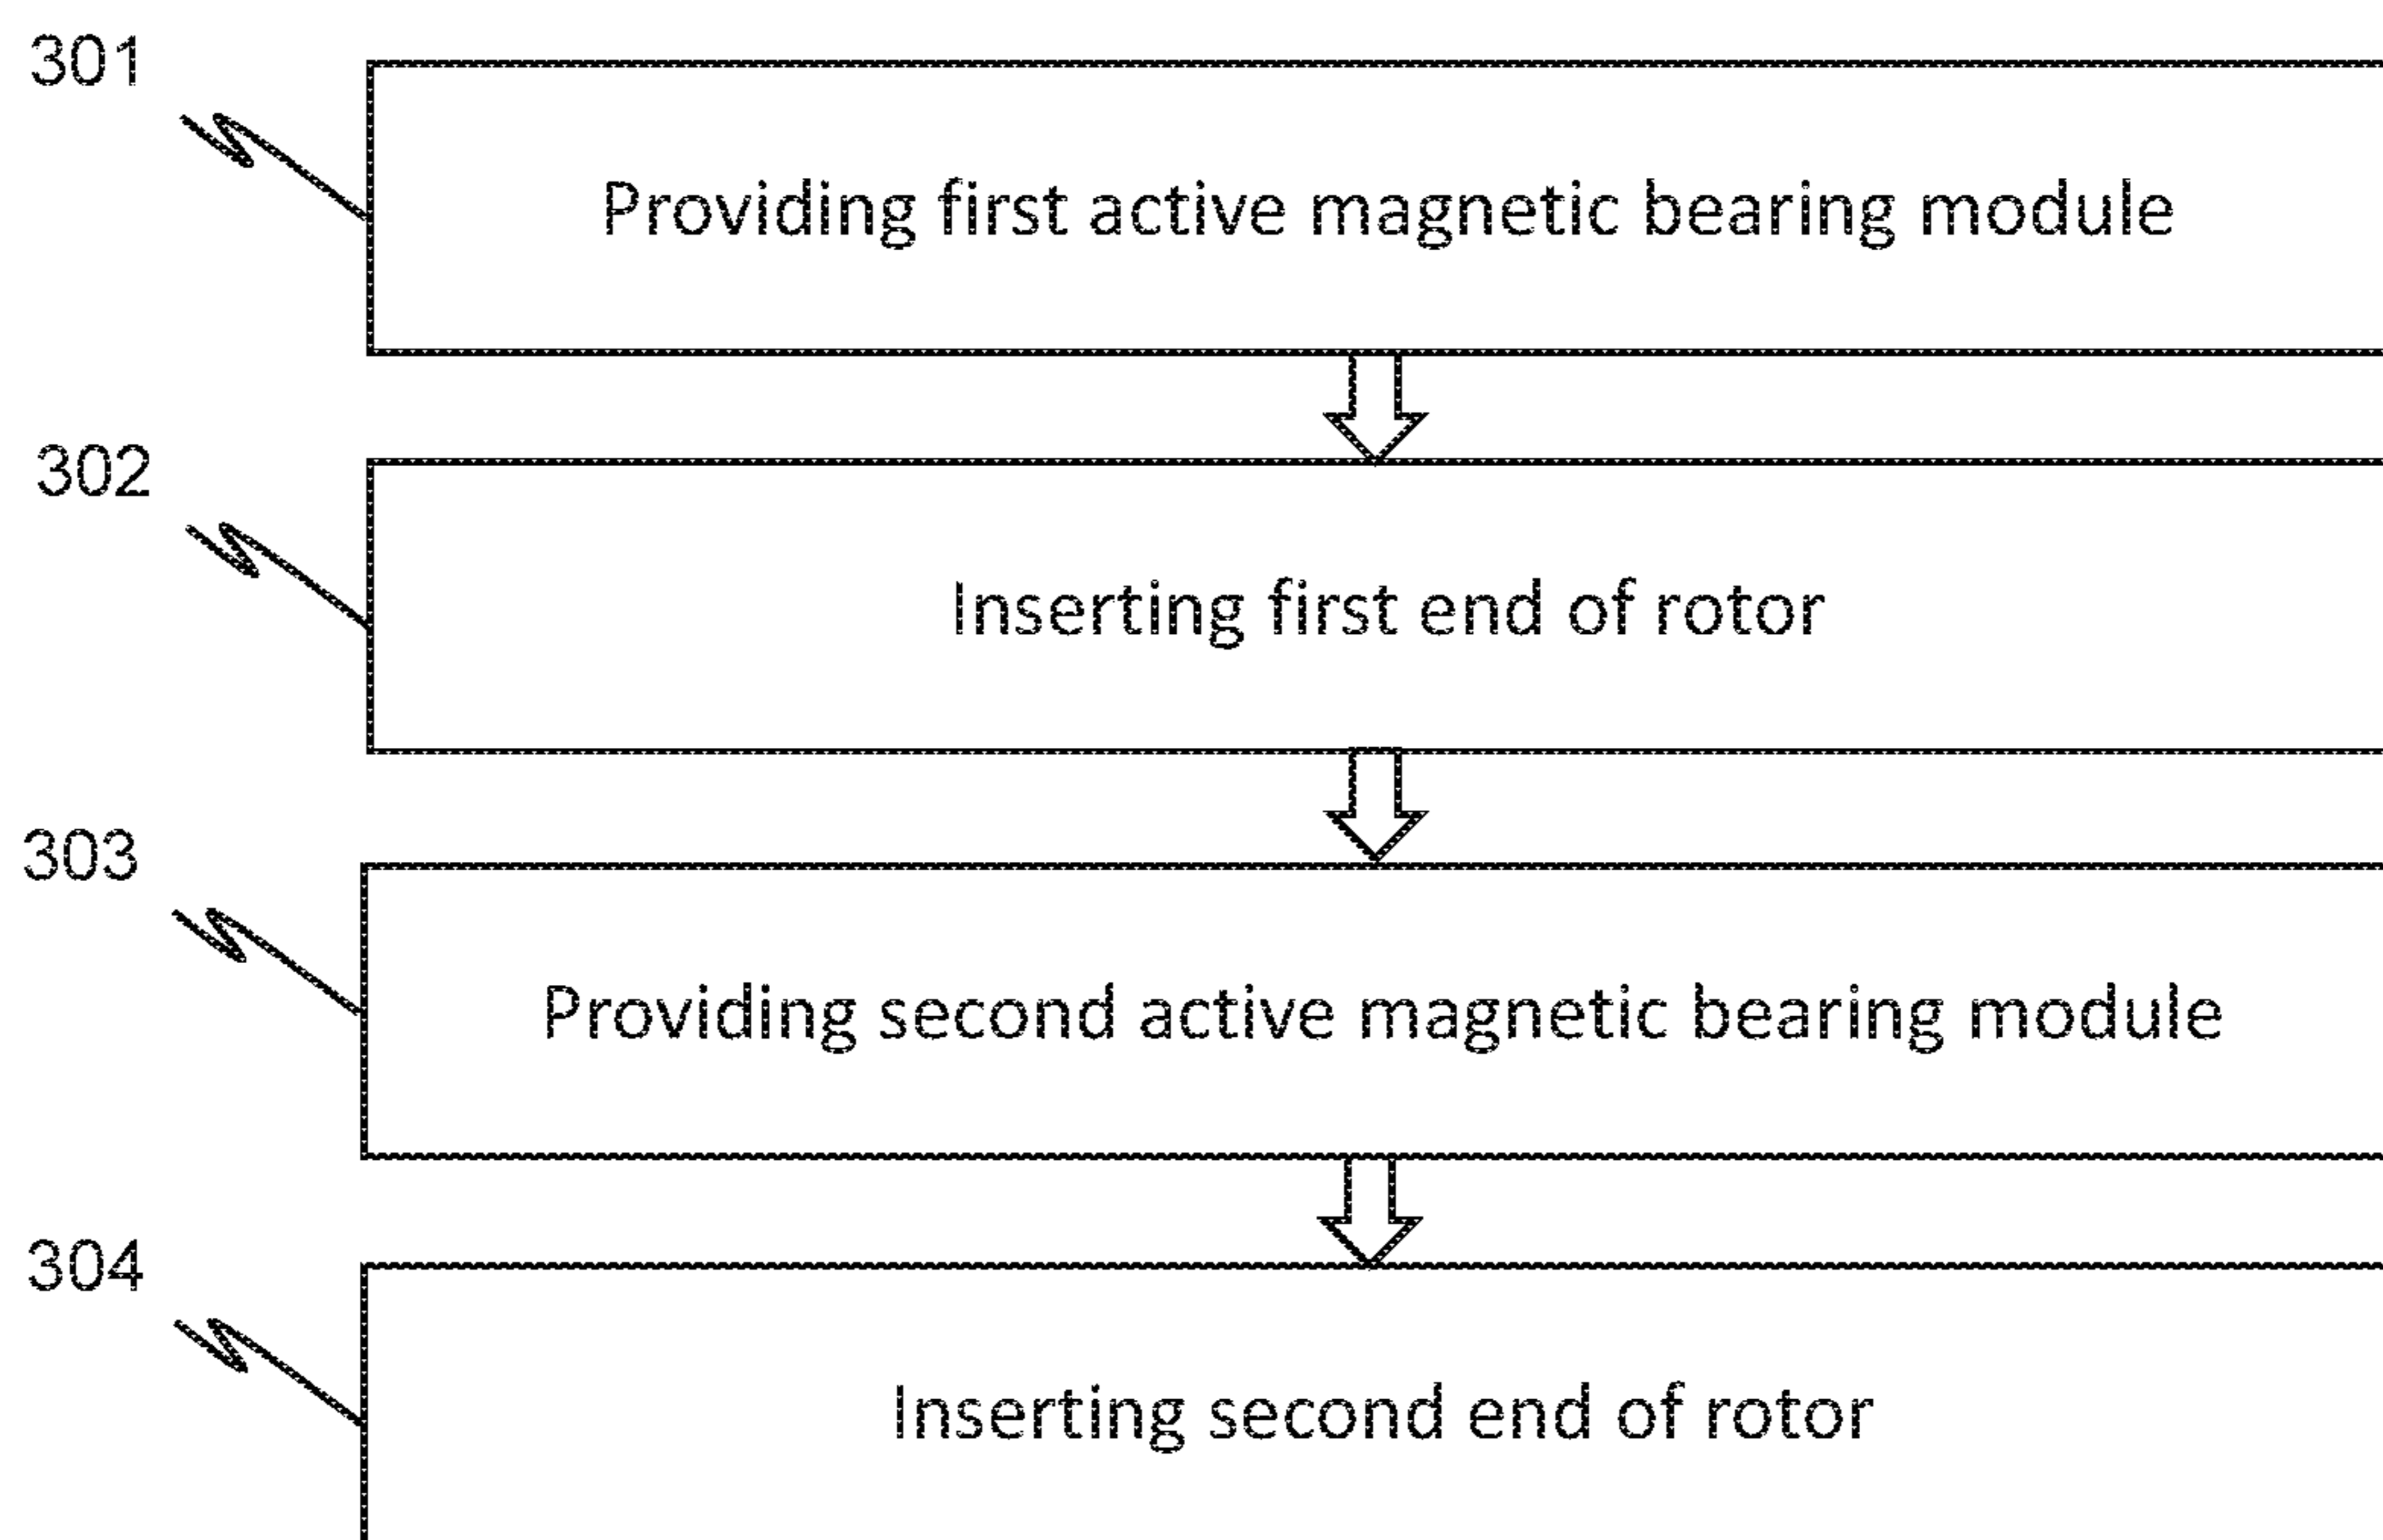 301
Providing first active magnetic bearing module
302
Inserting first end of rotor
303
Providing second active magnetic bearing module
304
Inserting second end of rotor